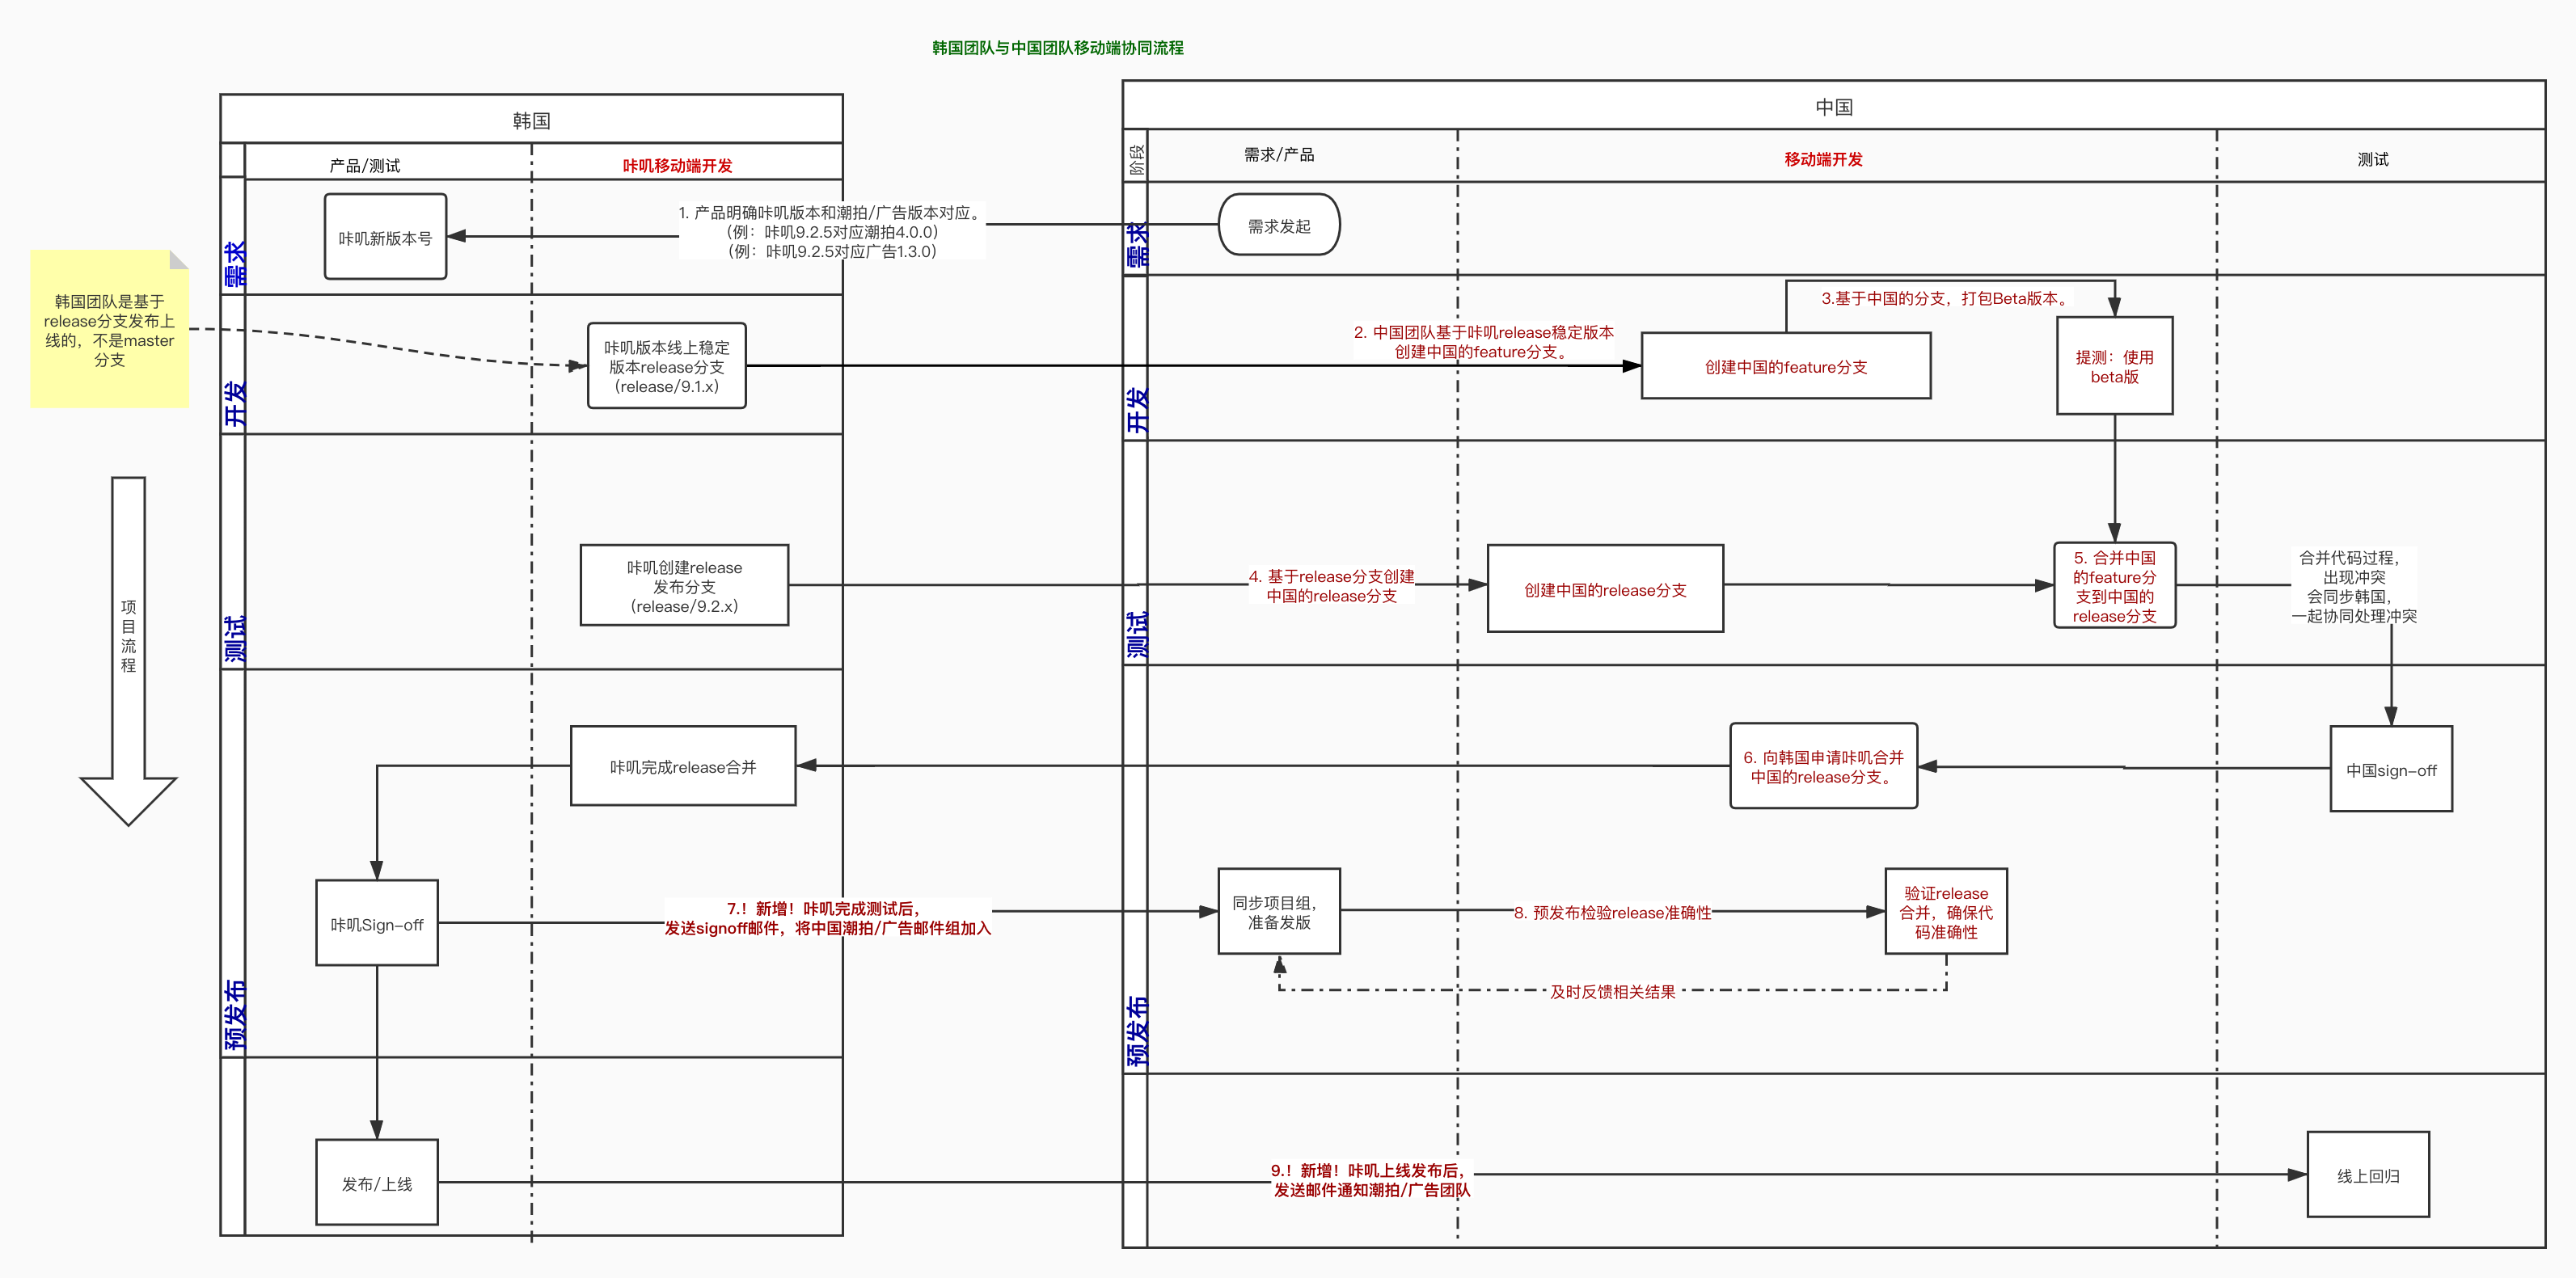 韩国团队与中国团队移动端协同流程
韩国
产品/测试
咔叽移动端开发
需求
开发
测试
预发布
咔叽新版本号
韩国团队是基于
release分支发布上
线的，不是master
分支
咔叽版本线上稳定
版本release分支
(release/9.1.x)
项
目
流
程
咔叽创建release
发布分支
(release/9.2.x)
咔叽完成release合并
咔叽Sign-off
发布/上线
1. 产品明确咔叽版本和潮拍/广告版本对应。
(例：咔叽9.2.5对应潮拍4.0.0)
(例：咔叽9.2.5对应广告1.3.0)
中国
阶段
需求/产品
移动端开发
测试
需求
开发
测试
预发布
需求发起
2. 中国团队基于咔叽release稳定版本
创建中国的feature分支。
创建中国的feature分支
3.基于中国的分支，打包Beta版本。
提测：使用
beta版
4. 基于release分支创建
中国的release分支
创建中国的release分支
5. 合并中国
的feature分
支到中国的
release分支
合并代码过程，
出现冲突
会同步韩国，
一起协同处理冲突
中国sign-off
6. 向韩国申请咔叽合并
中国的release分支。
7.！新增！咔叽完成测试后，
发送signoff邮件，将中国潮拍/广告邮件组加入
同步项目组，
准备发版
8. 预发布检验release准确性
验证release
合并，确保代
码准确性
及时反馈相关结果
9.！新增！咔叽上线发布后，
发送邮件通知潮拍/广告团队
线上回归